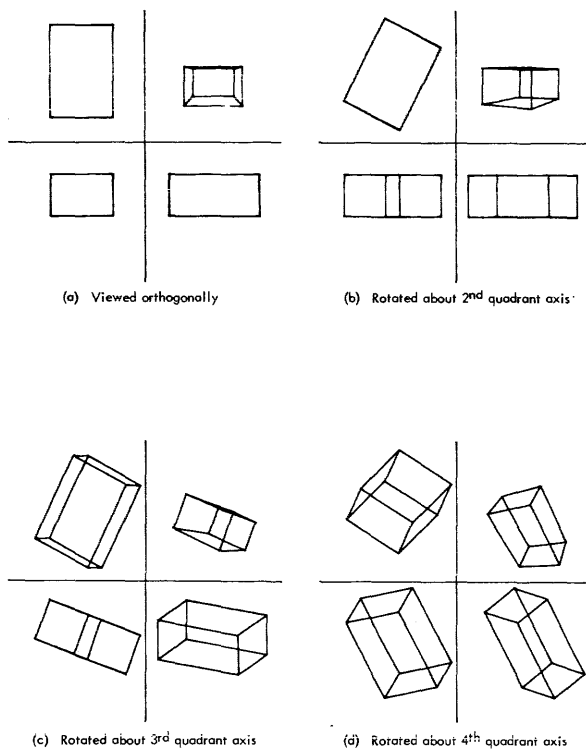 (a) Viewed orthogonally
(b) Rotated about 2nd quadrant axis
(c) Rotated about 3rd quadrant axis
(d) Rotated about 4th quadrant axis